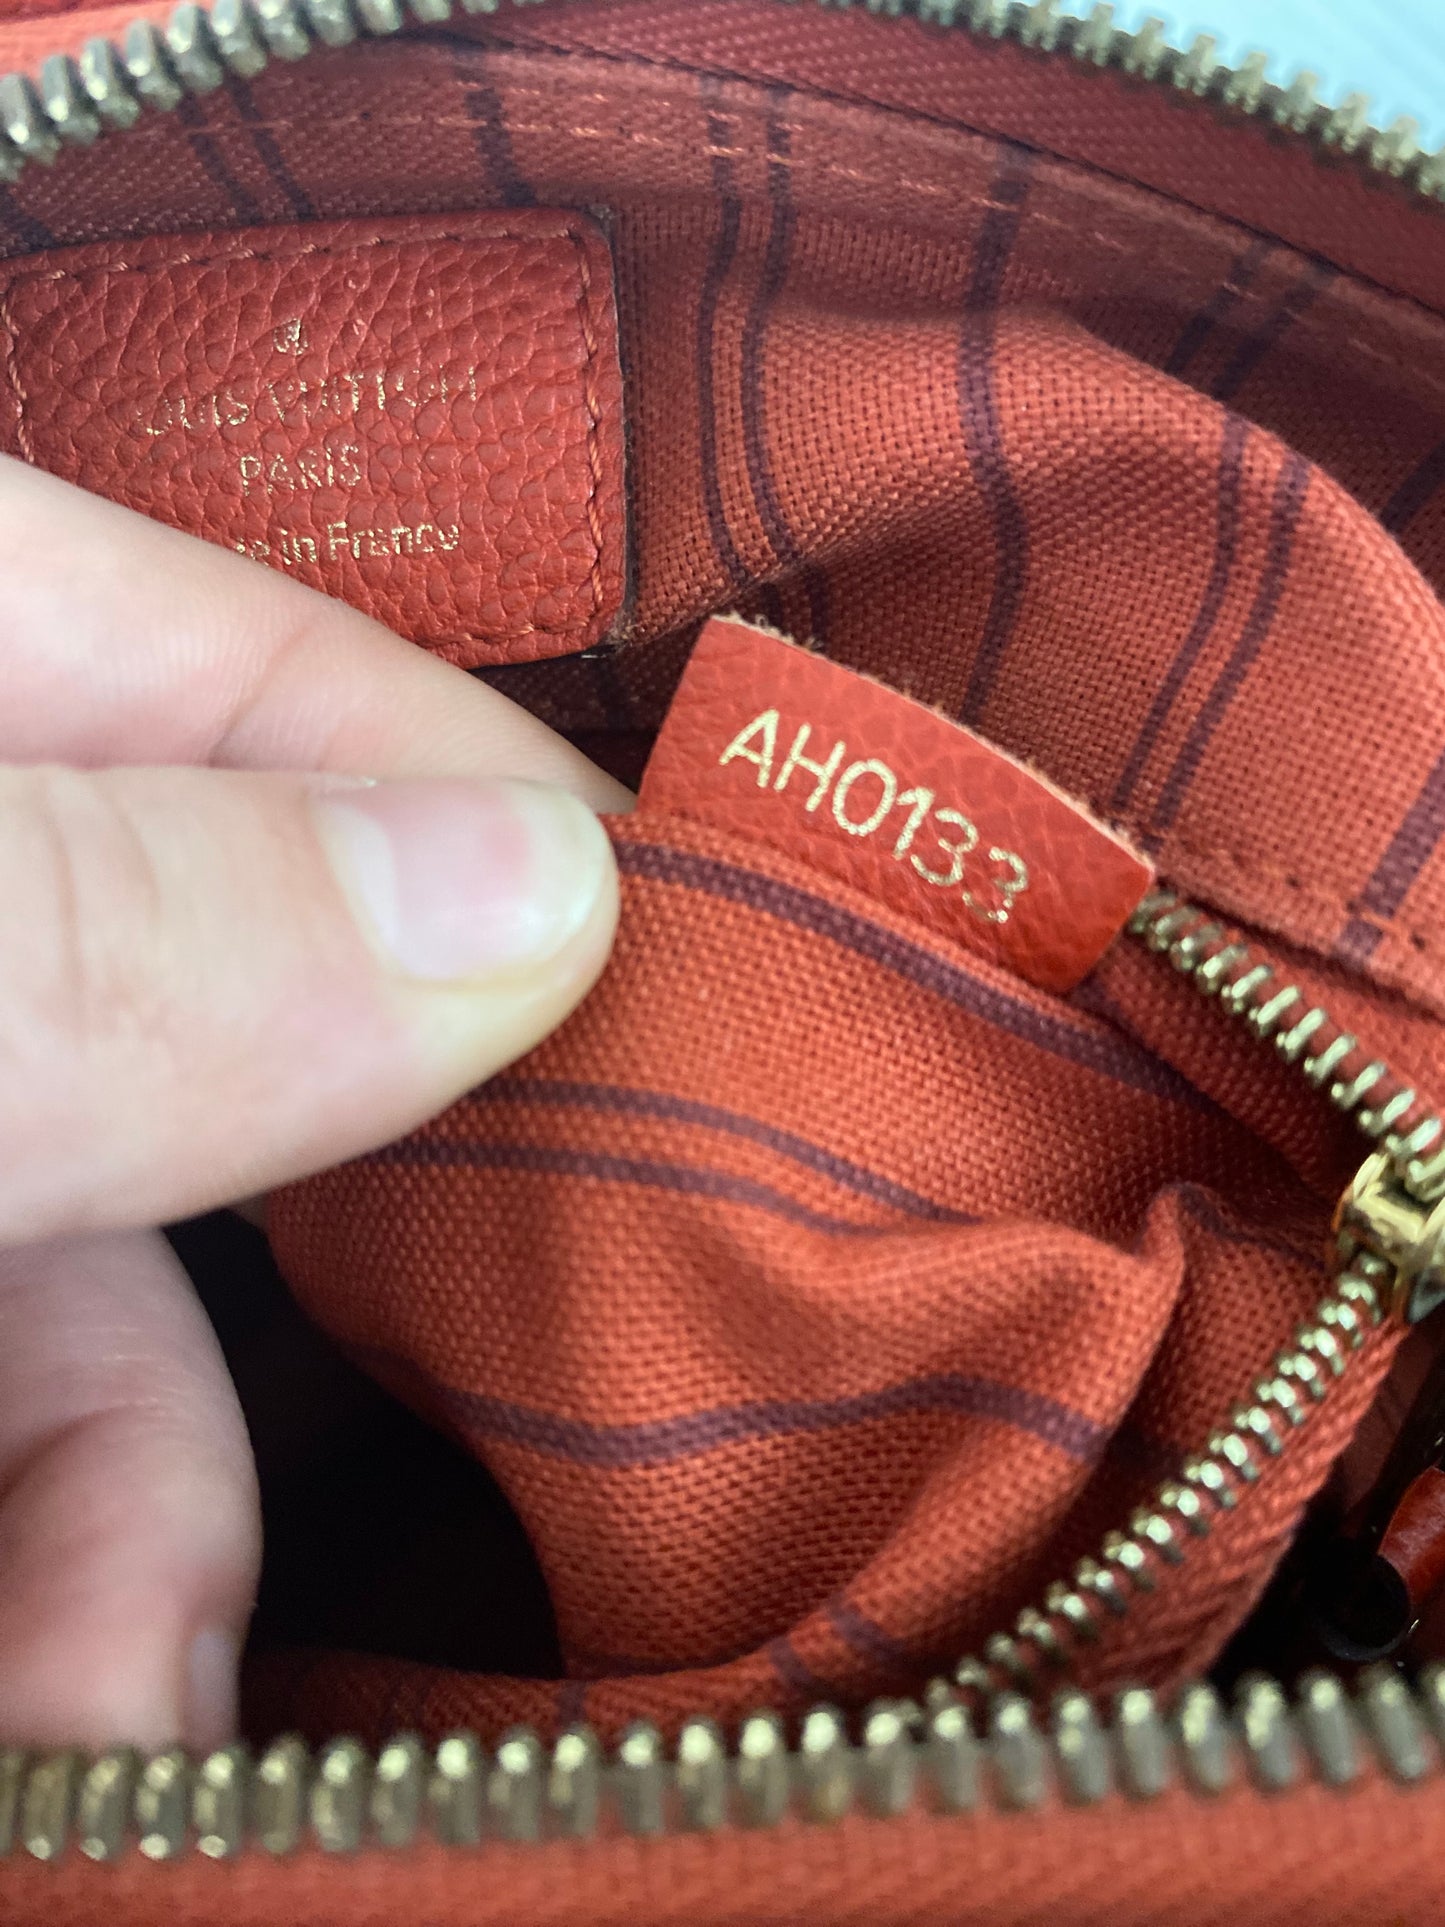 ®
LOUIS VUITTON
PARIS
in France
AH0133